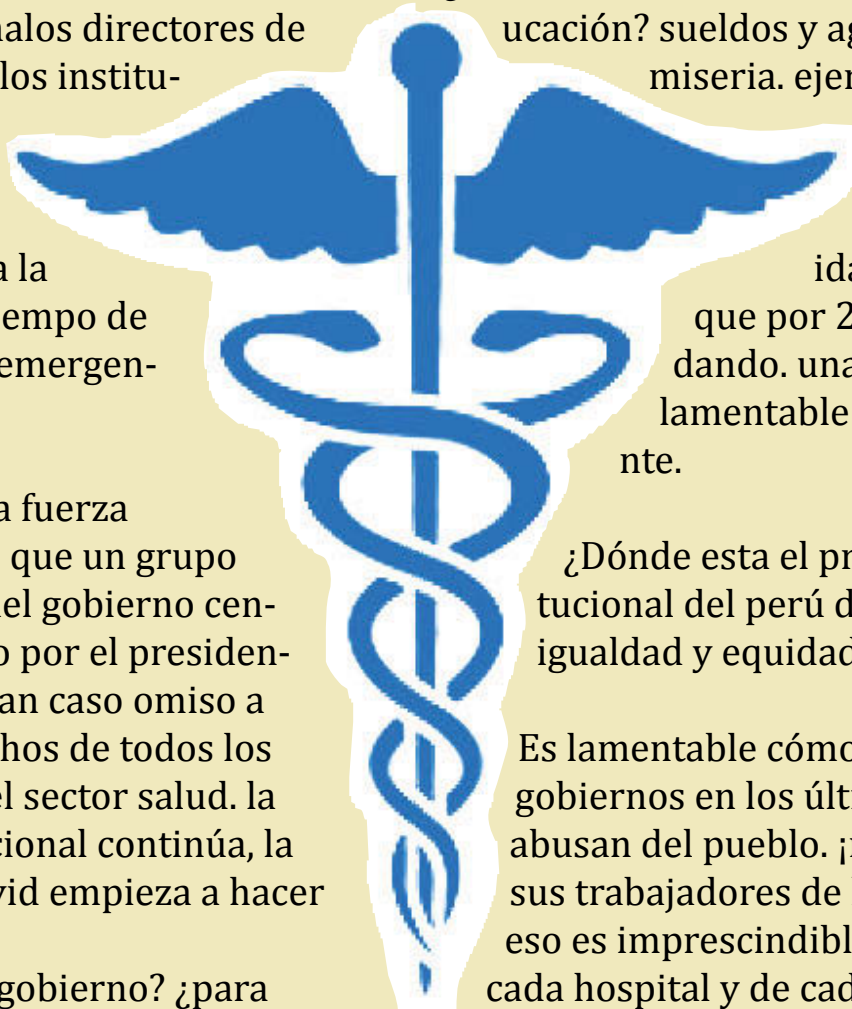 malos directores de
los institu-
a la
empo de
emergen-
a fuerza
que un grupo
el gobierno cen-
o por el presiden-
an caso omiso a
hos de todos los
el sector salud. la
cional continúa, la
vid empieza a hacer
gobierno? ¿para
ucación? sueldos y ag
miseria. ejer
ida
que por 2
dando. una
lamentable
nte.
¿Dónde esta el pr
tucional del perú d
igualdad y equidad
Es lamentable cómo
gobiernos en los últi
abusan del pueblo. ¡
sus trabajadores de
eso es imprescindibl
cada hospital y de cad